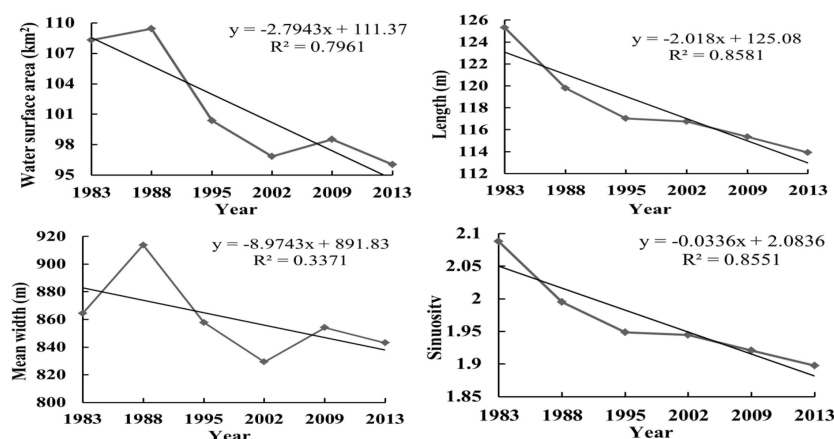 Water surface area (km²)
110
107
104
101
98
95
y = -2.7943x + 111.37
R² = 0.7961
1983 1988 1995 2002 2009 2013
Year
Length (m)
126
124
122
120
118
116
114
112
y = -2.018x + 125.08
R² = 0.8581
1983 1988 1995 2002 2009 2013
Year
Mean width (m)
920
900
880
860
840
820
800
y = -8.9743x + 891.83
R² = 0.3371
1983 1988 1995 2002 2009 2013
Year
Sinuosity
2.1
2.05
2
1.95
1.9
1.85
y = -0.0336x + 2.0836
R² = 0.8551
1983 1988 1995 2002 2009 2013
Year